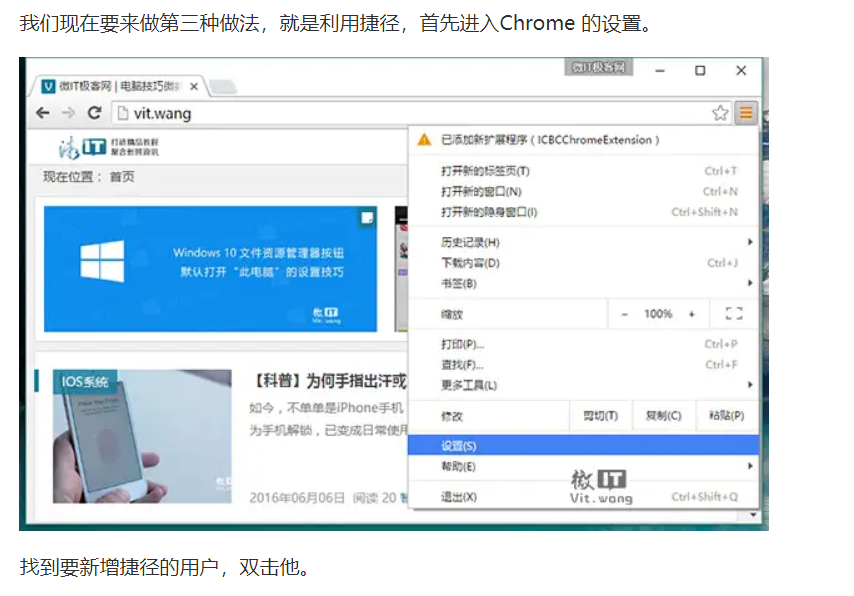 我们现在要来做第三种做法，就是利用捷径，首先进入Chrome 的设置。
微IT极客网
微IT极客网 | 电脑技巧微
vit.wang
微IT
打造精品教程
聚合新鲜资讯
现在位置： 首页
Windows 10 文件资源管理器按钮
默认打开“此电脑”的设置技巧
微IT
Vit.wang
IOS系统
【科普】为何手指出汗或
如今，不单单是iPhone手机
为手机解锁，已变成日常使用
2016年06月06日 阅读 20
已添加新扩展程序 ( ICBCChromeExtension )
打开新的标签页(T) Ctrl+T
打开新的窗口(N) Ctrl+N
打开新的隐身窗口(I) Ctrl+Shift+N
历史记录(H)
下载内容(D) Ctrl+J
书签(B)
缩放 - 100% +
打印(P)... Ctrl+P
查找(F)... Ctrl+F
更多工具(L)
修改 剪切(T) 复制(C) 粘贴(P)
设置(S)
帮助(E)
退出(X) Ctrl+Shift+Q
微IT
Vit.wang
找到要新增捷径的用户，双击他。